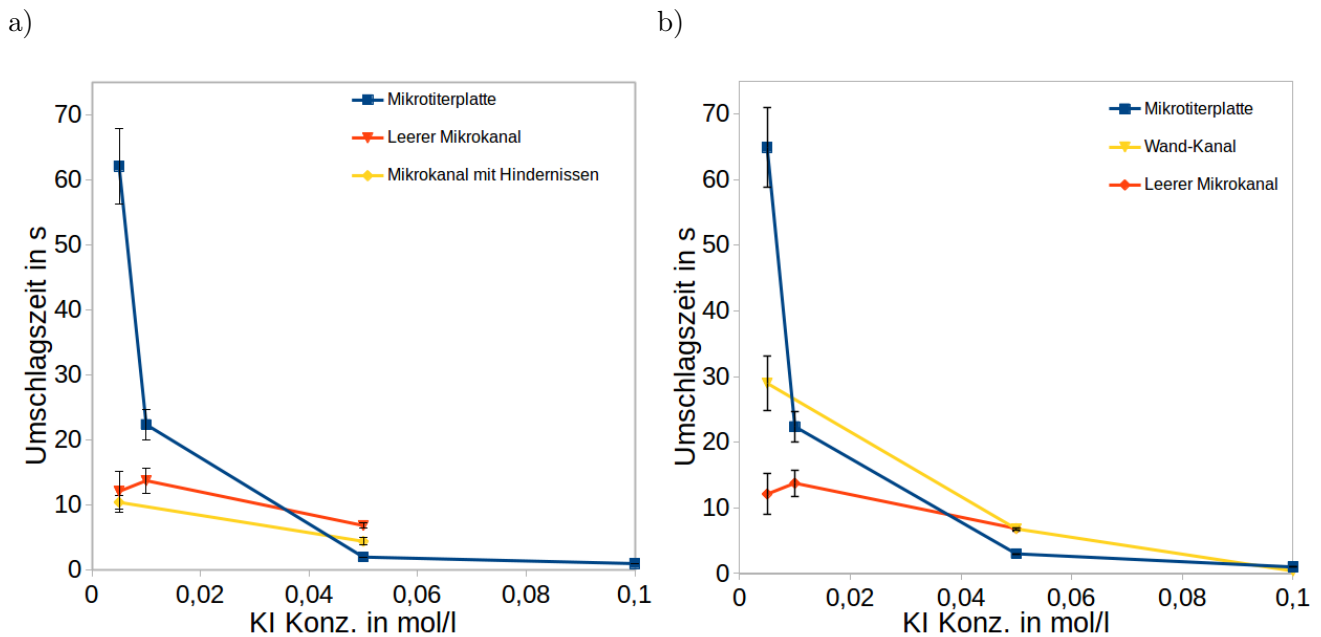 a)
Umschlagszeit in s
70
60
50
40
30
20
10
0
Mikrotiterplatte
Leerer Mikrokanal
Mikrokanal mit Hindernissen
0 0,02 0,04 0,06 0,08 0,1
KI Konz. in mol/l
b)
Umschlagszeit in s
70
60
50
40
30
20
10
0
Mikrotiterplatte
Wand-Kanal
Leerer Mikrokanal
0 0,02 0,04 0,06 0,08 0,1
KI Konz. in mol/l